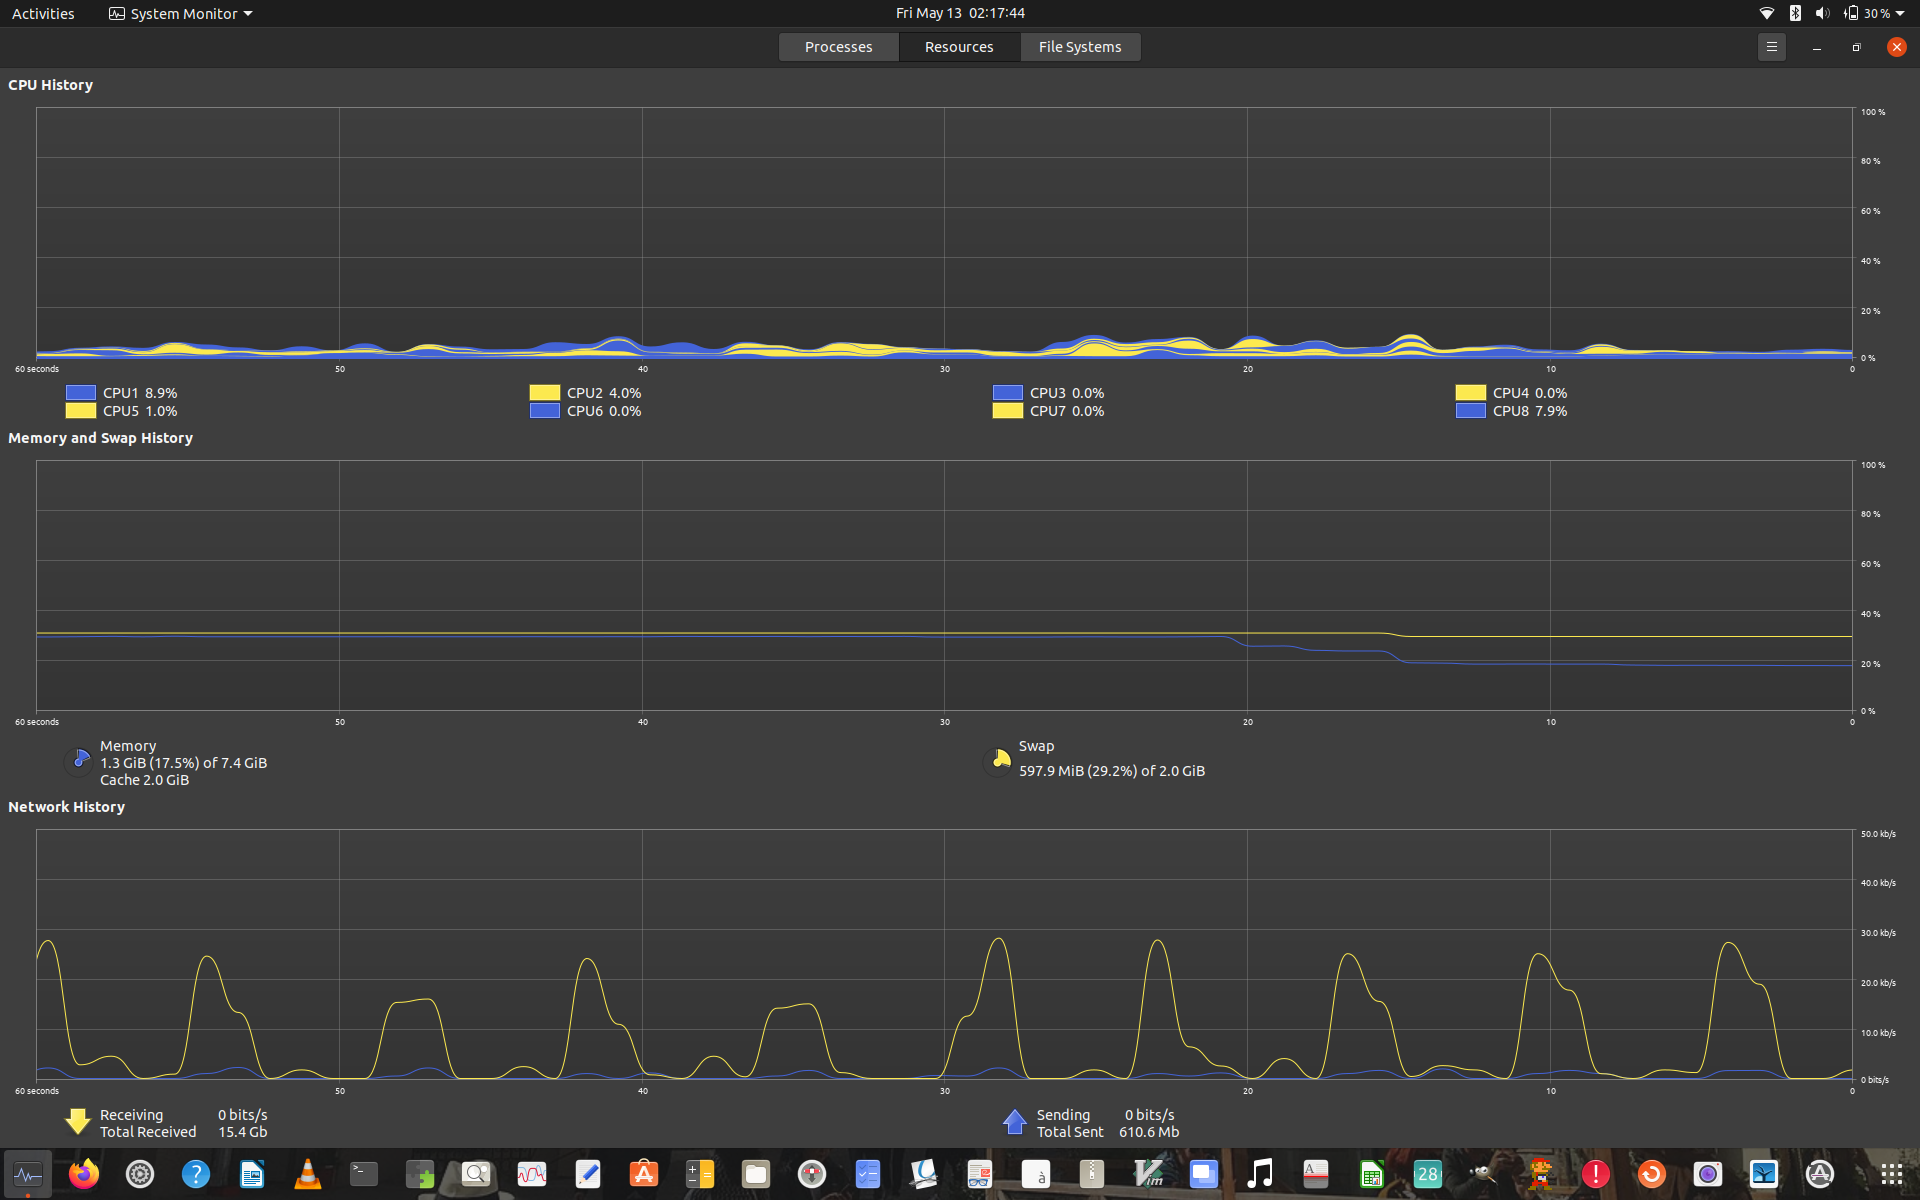 Activities System Monitor Fri May 13 02:17:44 30 %
Processes Resources File Systems
CPU History
100 %
80 %
60 %
40 %
20 %
0 %
60 seconds 50 40 30 20 10 0
CPU1 8.9% CPU2 4.0% CPU3 0.0% CPU4 0.0%
CPU5 1.0% CPU6 0.0% CPU7 0.0% CPU8 7.9%
Memory and Swap History
100 %
80 %
60 %
40 %
20 %
0 %
60 seconds 50 40 30 20 10 0
Memory
1.3 GiB (17.5%) of 7.4 GiB
Cache 2.0 GiB
Swap
597.9 MiB (29.2%) of 2.0 GiB
Network History
50.0 kb/s
40.0 kb/s
30.0 kb/s
20.0 kb/s
10.0 kb/s
0 bits/s
60 seconds 50 40 30 20 10 0
Receiving 0 bits/s
Total Received 15.4 Gb
Sending 0 bits/s
Total Sent 610.6 Mb
? >_ à Vim A 28 !